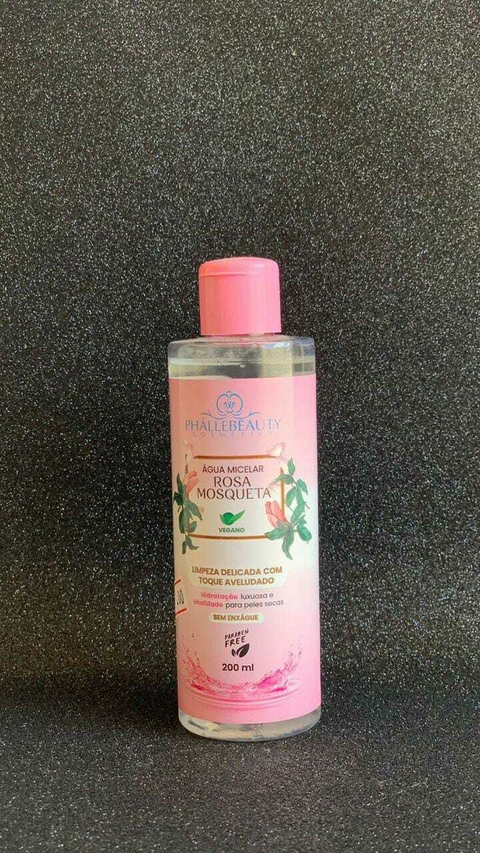 PHÁLLEBEAUTY
COSMETICS
ÁGUA MICELAR
ROSA
MOSQUETA
VEGANO
LIMPEZA DELICADA COM
TOQUE AVELUDADO
Hidratação luxuosa e
vitalidade para peles secas
SEM ENXÁGUE
PARABEN
FREE
200 ml